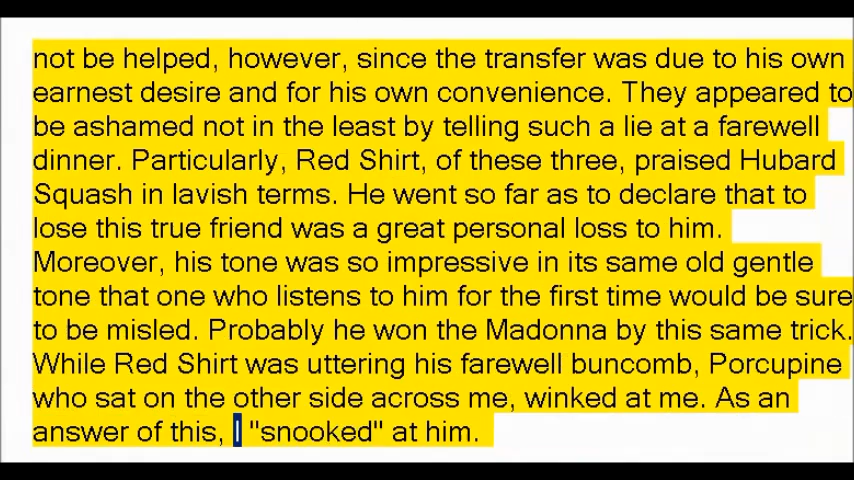 not be helped, however, since the transfer was due to his own
earnest desire and for his own convenience. They appeared to
be ashamed not in the least by telling such a lie at a farewell
dinner. Particularly, Red Shirt, of these three, praised Hubard
Squash in lavish terms. He went so far as to declare that to
lose this true friend was a great personal loss to him.
Moreover, his tone was so impressive in its same old gentle
tone that one who listens to him for the first time would be sure
to be misled. Probably he won the Madonna by this same trick.
While Red Shirt was uttering his farewell buncomb, Porcupine
who sat on the other side across me, winked at me. As an
answer of this, I "snooked" at him.